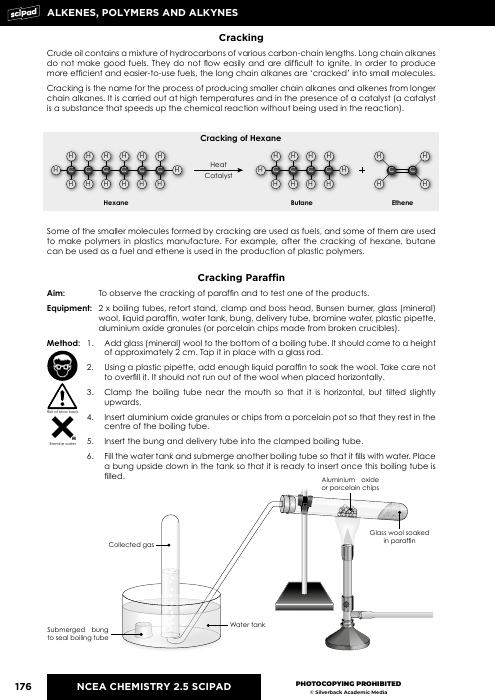 scipad ALKENES, POLYMERS AND ALKYNES
Cracking
Crude oil contains a mixture of hydrocarbons of various carbon-chain lengths. Long chain alkanes
do not make good fuels. They do not flow easily and are difficult to ignite. In order to produce
more efficient and easier-to-use fuels, the long chain alkanes are 'cracked' into small molecules.
Cracking is the name for the process of producing smaller chain alkanes and alkenes from longer
chain alkanes. It is carried out at high temperatures and in the presence of a catalyst (a catalyst
is a substance that speeds up the chemical reaction without being used in the reaction).
Cracking of Hexane
H H H H H H H H H H H H
H C C C C C C H Heat H C C C C H + C C
Catalyst
H H H H H H H H H H H H
Hexane Butane Ethene
Some of the smaller molecules formed by cracking are used as fuels, and some of them are used
to make polymers in plastics manufacture. For example, after the cracking of hexane, butane
can be used as a fuel and ethene is used in the production of plastic polymers.
Cracking Paraffin
Aim: To observe the cracking of paraffin and to test one of the products.
Equipment: 2 x boiling tubes, retort stand, clamp and boss head, Bunsen burner, glass (mineral)
wool, liquid paraffin, water tank, bung, delivery tube, bromine water, plastic pipette,
aluminium oxide granules (or porcelain chips made from broken crucibles).
Method: 1. Add glass (mineral) wool to the bottom of a boiling tube. It should come to a height
of approximately 2 cm. Tap it in place with a glass rod.
2. Using a plastic pipette, add enough liquid paraffin to soak the wool. Take care not
to overfill it. It should not run out of the wool when placed horizontally.
3. Clamp the boiling tube near the mouth so that it is horizontal, but tilted slightly
upwards.
4. Insert aluminium oxide granules or chips from a porcelain pot so that they rest in the
centre of the boiling tube.
Bromine water
5. Insert the bung and delivery tube into the clamped boiling tube.
6. Fill the water tank and submerge another boiling tube so that it fills with water. Place
a bung upside down in the tank so that it is ready to insert once this boiling tube is
filled.
Aluminium oxide
or porcelain chips
Glass wool soaked
in paraffin
Collected gas
Submerged bung
to seal boiling tube
Water tank
176 NCEA CHEMISTRY 2.5 SCIPAD PHOTOCOPYING PROHIBITED
© Silverback Academic Media